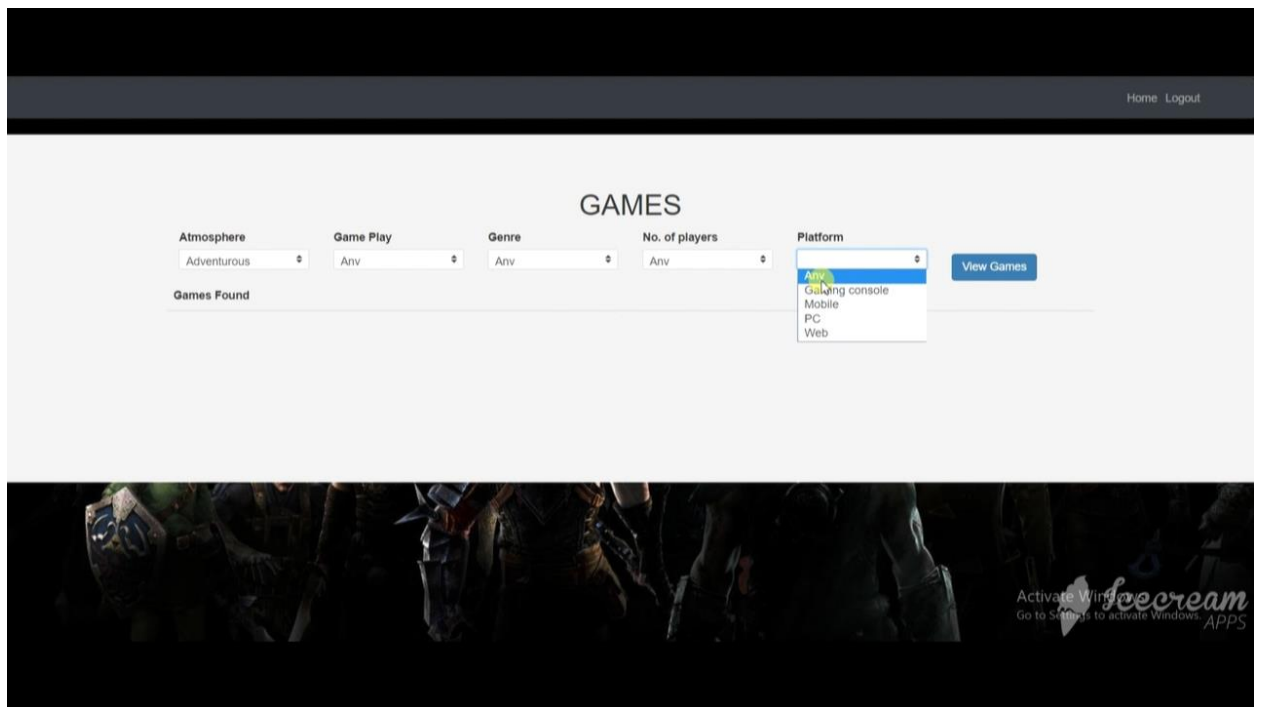 Home Logout
GAMES
Atmosphere Game Play Genre No. of players Platform
Adventurous Any Any Any
View Games
Any
Gaming console
Mobile
PC
Web
Games Found
Activate Windows
Go to Settings to activate Windows.
Icecream
APPS